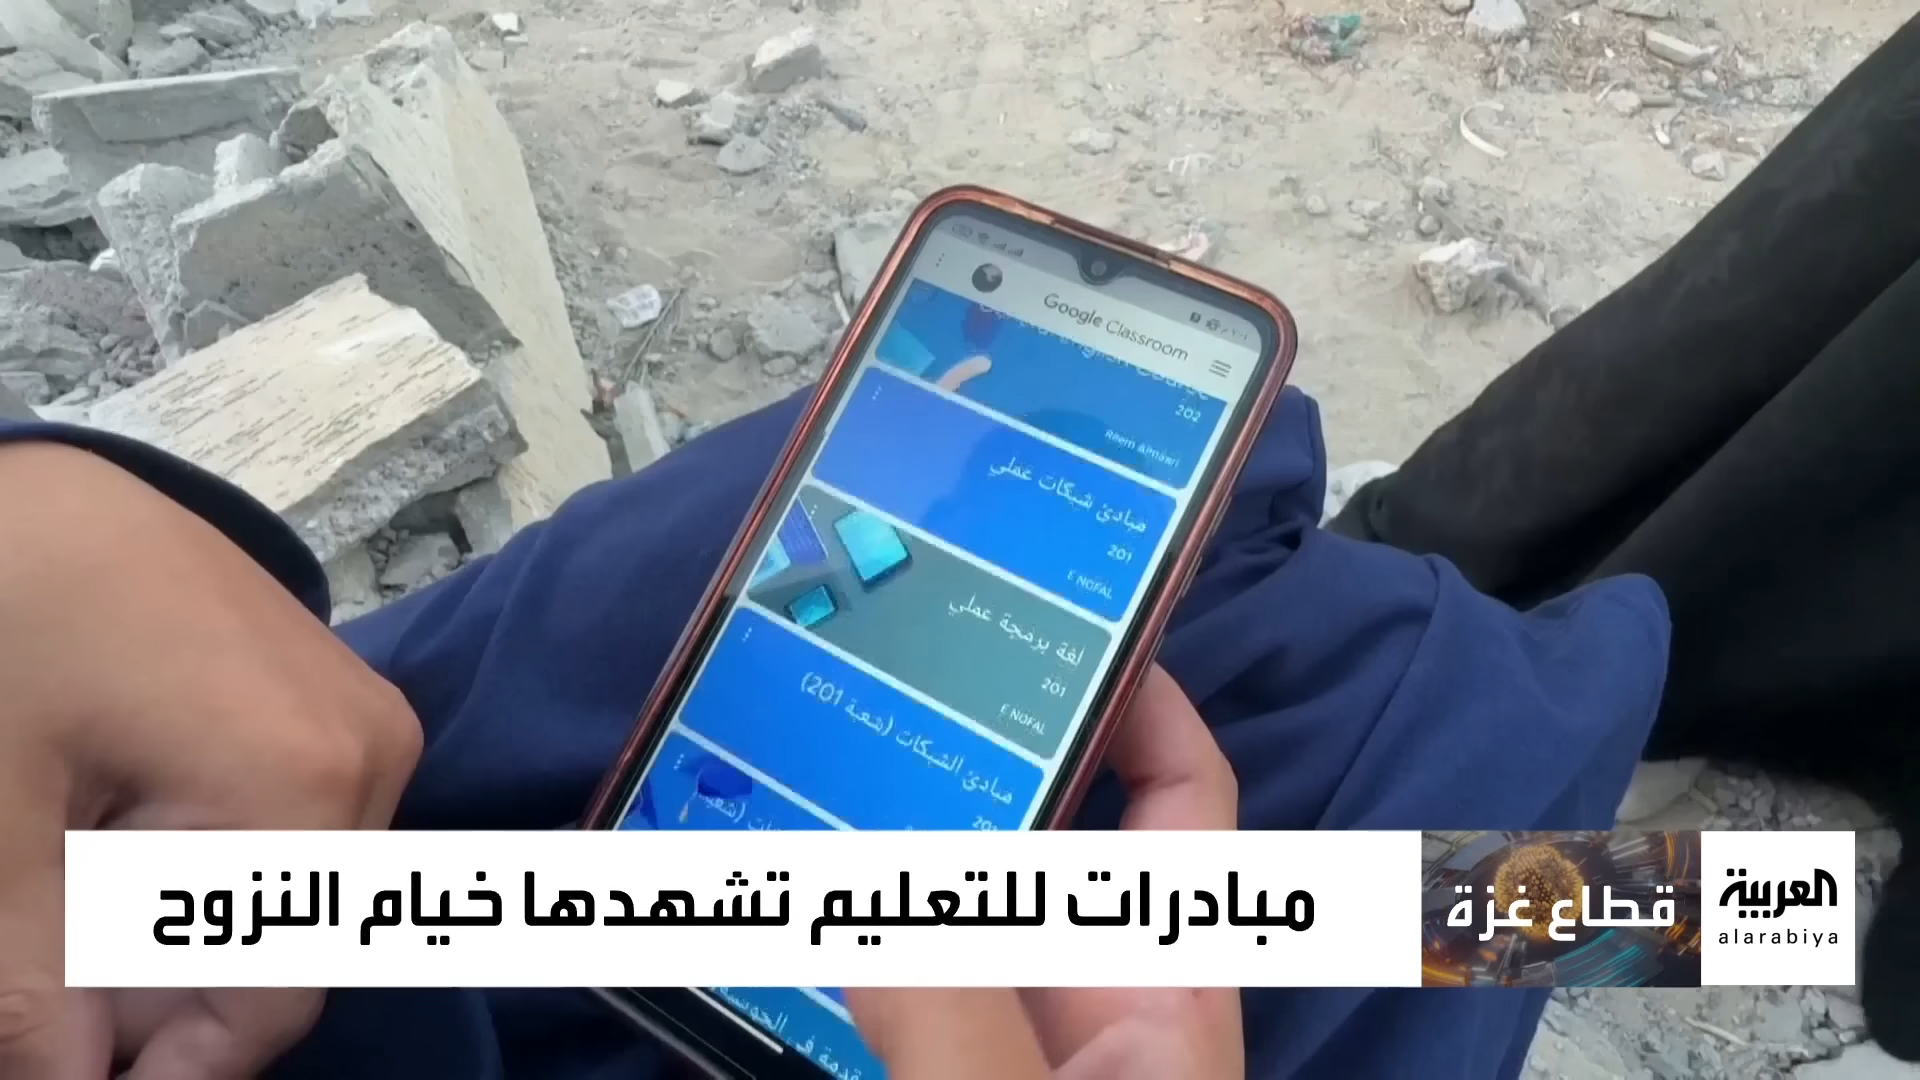 Google Classroom
202
Reem
مبادئ شبكات عملي
201
E NOFAL
لغة برمجة عملي
201
E NOFAL
مبادئ الشبكات (شعبة 201)
مبادرات للتعليم تشهدها خيام النزوح
قطاع غزة
العربية
alarabiya